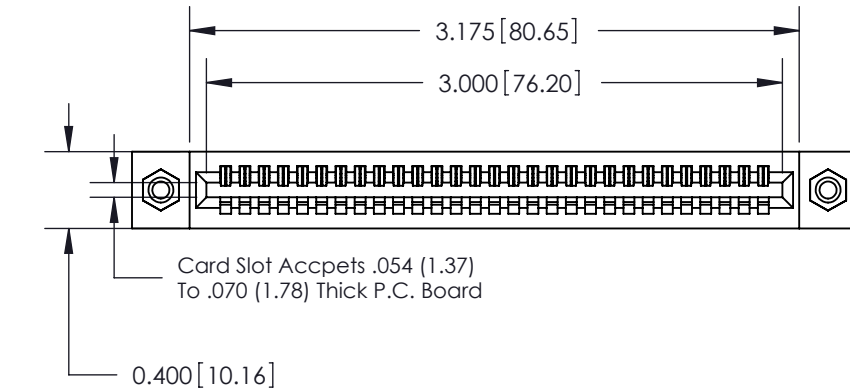 3.175[80.65]
3.000[76.20]
Card Slot Accpets .054 (1.37)
To .070 (1.78) Thick P.C. Board
0.400[10.16]